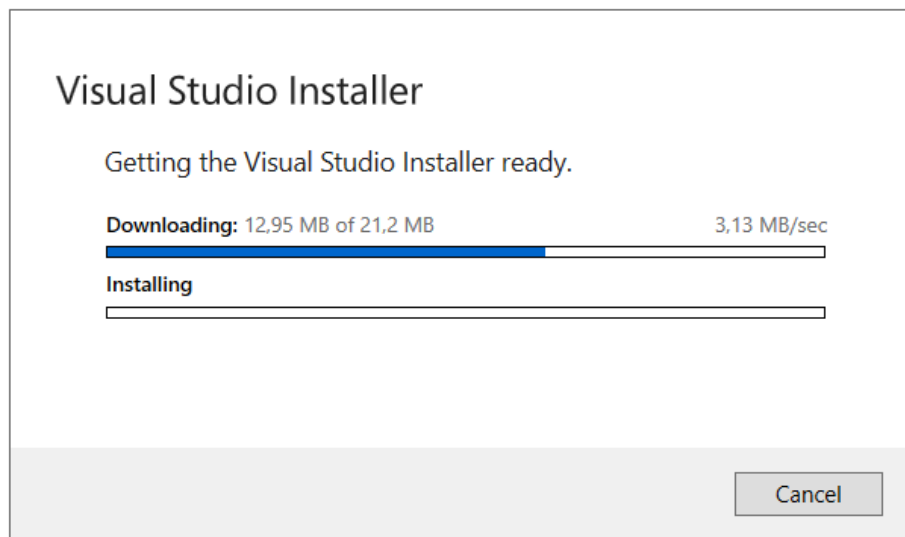 Visual Studio Installer
Getting the Visual Studio Installer ready.
Downloading: 12,95 MB of 21,2 MB 3,13 MB/sec
Installing
Cancel